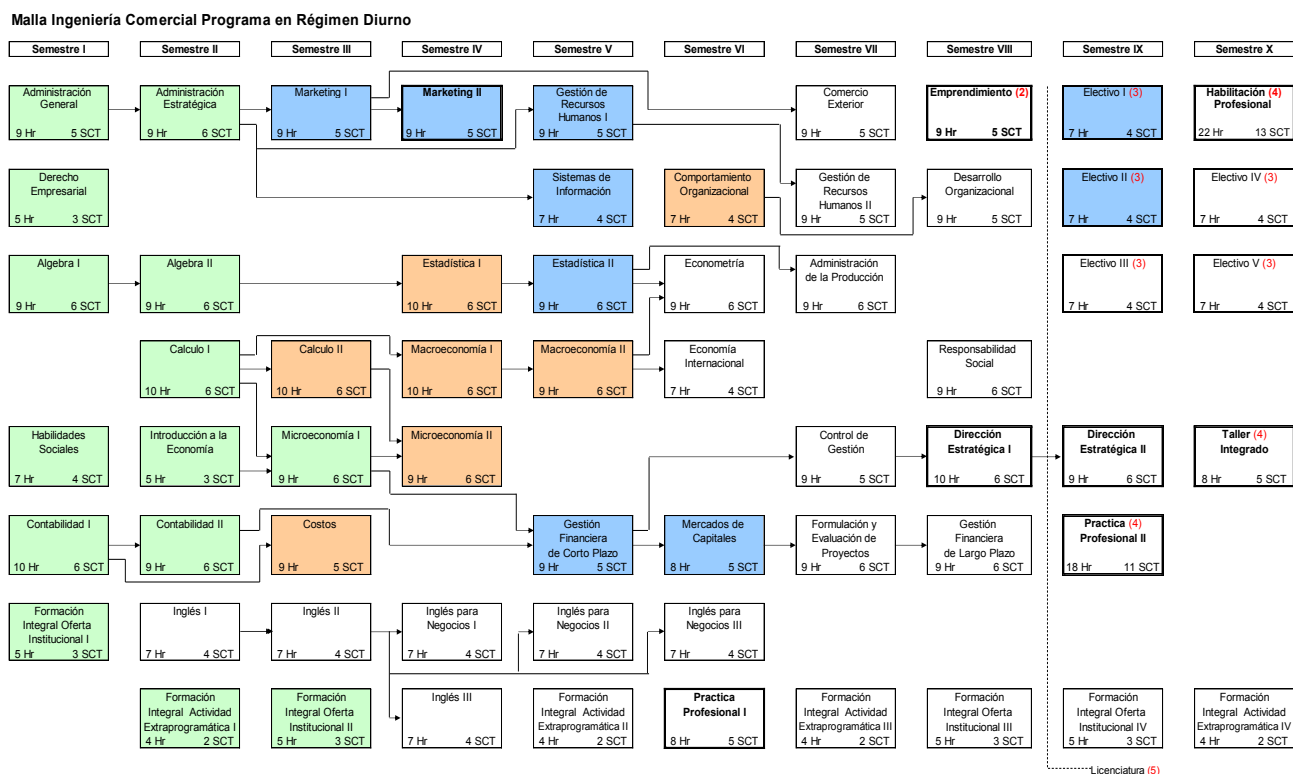 Malla Ingeniería Comercial Programa en Régimen Diurno
Semestre I
Semestre II
Semestre III
Semestre IV
Semestre V
Semestre VI
Semestre VII
Semestre VIII
Semestre IX
Semestre X
Administración
General
9 Hr 5 SCT
Administración
Estratégica
9 Hr 6 SCT
Marketing I
9 Hr 5 SCT
Marketing II
9 Hr 5 SCT
Gestión de
Recursos
Humanos I
9 Hr 5 SCT
Comercio
Exterior
9 Hr 5 SCT
Emprendimiento (2)
9 Hr 5 SCT
Electivo I (3)
7 Hr 4 SCT
Habilitación (4)
Profesional
22 Hr 13 SCT
Derecho
Empresarial
5 Hr 3 SCT
Sistemas de
Información
7 Hr 4 SCT
Comportamiento
Organizacional
7 Hr 4 SCT
Gestión de
Recursos
Humanos II
9 Hr 5 SCT
Desarrollo
Organizacional
9 Hr 5 SCT
Electivo II (3)
7 Hr 4 SCT
Electivo IV (3)
7 Hr 4 SCT
Algebra I
9 Hr 6 SCT
Algebra II
9 Hr 6 SCT
Estadística I
10 Hr 6 SCT
Estadística II
9 Hr 6 SCT
Econometría
9 Hr 6 SCT
Administración
de la Producción
9 Hr 6 SCT
Electivo III (3)
7 Hr 4 SCT
Electivo V (3)
7 Hr 4 SCT
Calculo I
10 Hr 6 SCT
Calculo II
10 Hr 6 SCT
Macroeconomía I
10 Hr 6 SCT
Macroeconomía II
9 Hr 6 SCT
Economía
Internacional
7 Hr 4 SCT
Responsabilidad
Social
9 Hr 6 SCT
Habilidades
Sociales
7 Hr 4 SCT
Introducción a la
Economía
5 Hr 3 SCT
Microeconomía I
9 Hr 6 SCT
Microeconomía II
9 Hr 6 SCT
Control de
Gestión
9 Hr 5 SCT
Dirección
Estratégica I
10 Hr 6 SCT
Dirección
Estratégica II
9 Hr 6 SCT
Taller (4)
Integrado
8 Hr 5 SCT
Contabilidad I
10 Hr 6 SCT
Contabilidad II
9 Hr 6 SCT
Costos
9 Hr 5 SCT
Gestión
Financiera
de Corto Plazo
9 Hr 5 SCT
Mercados de
Capitales
8 Hr 5 SCT
Formulación y
Evaluación de
Proyectos
9 Hr 6 SCT
Gestión
Financiera
de Largo Plazo
9 Hr 6 SCT
Practica (4)
Profesional II
18 Hr 11 SCT
Formación
Integral Oferta
Institucional I
5 Hr 3 SCT
Inglés I
7 Hr 4 SCT
Inglés II
7 Hr 4 SCT
Inglés para
Negocios I
7 Hr 4 SCT
Inglés para
Negocios II
7 Hr 4 SCT
Inglés para
Negocios III
7 Hr 4 SCT
Formación
Integral Actividad
Extraprogramática I
4 Hr 2 SCT
Formación
Integral Oferta
Institucional II
5 Hr 3 SCT
Inglés III
7 Hr 4 SCT
Formación
Integral Actividad
Extraprogramática II
4 Hr 2 SCT
Practica
Profesional I
8 Hr 5 SCT
Formación
Integral Actividad
Extraprogramática III
4 Hr 2 SCT
Formación
Integral Oferta
Institucional III
5 Hr 3 SCT
Formación
Integral Oferta
Institucional IV
5 Hr 3 SCT
Formación
Integral Actividad
Extraprogramática IV
4 Hr 2 SCT
Licenciatura (5)